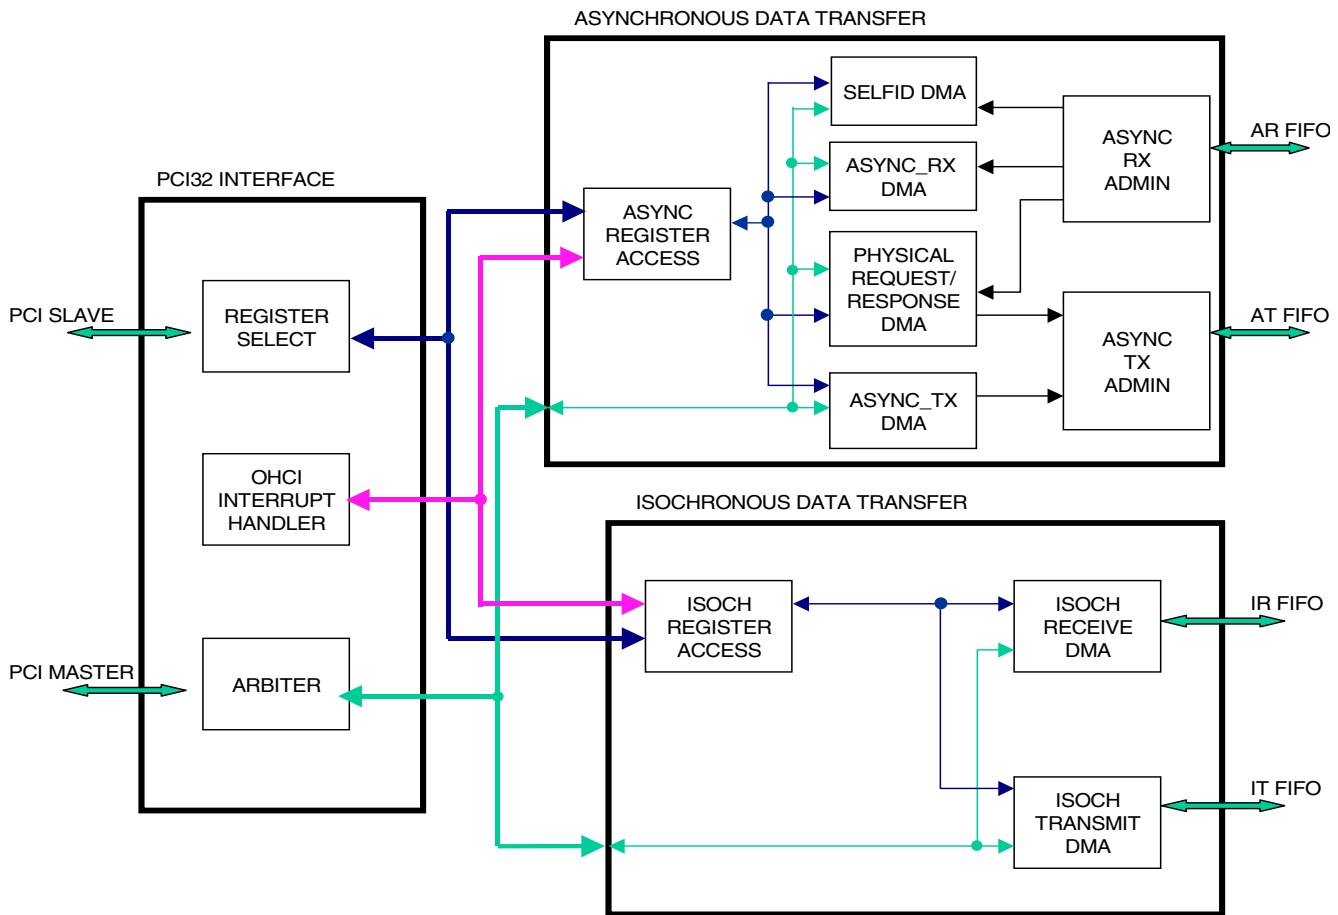 ASYNCHRONOUS DATA TRANSFER
SELFID DMA
ASYNC
RX
ADMIN
AR FIFO
ASYNC_RX
DMA
PCI32 INTERFACE
ASYNC
REGISTER
ACCESS
PHYSICAL
REQUEST/
RESPONSE
DMA
PCI SLAVE
REGISTER
SELECT
ASYNC
TX
ADMIN
AT FIFO
ASYNC_TX
DMA
OHCI
INTERRUPT
HANDLER
ISOCHRONOUS DATA TRANSFER
ISOCH
REGISTER
ACCESS
ISOCH
RECEIVE
DMA
IR FIFO
PCI MASTER
ARBITER
ISOCH
TRANSMIT
DMA
IT FIFO